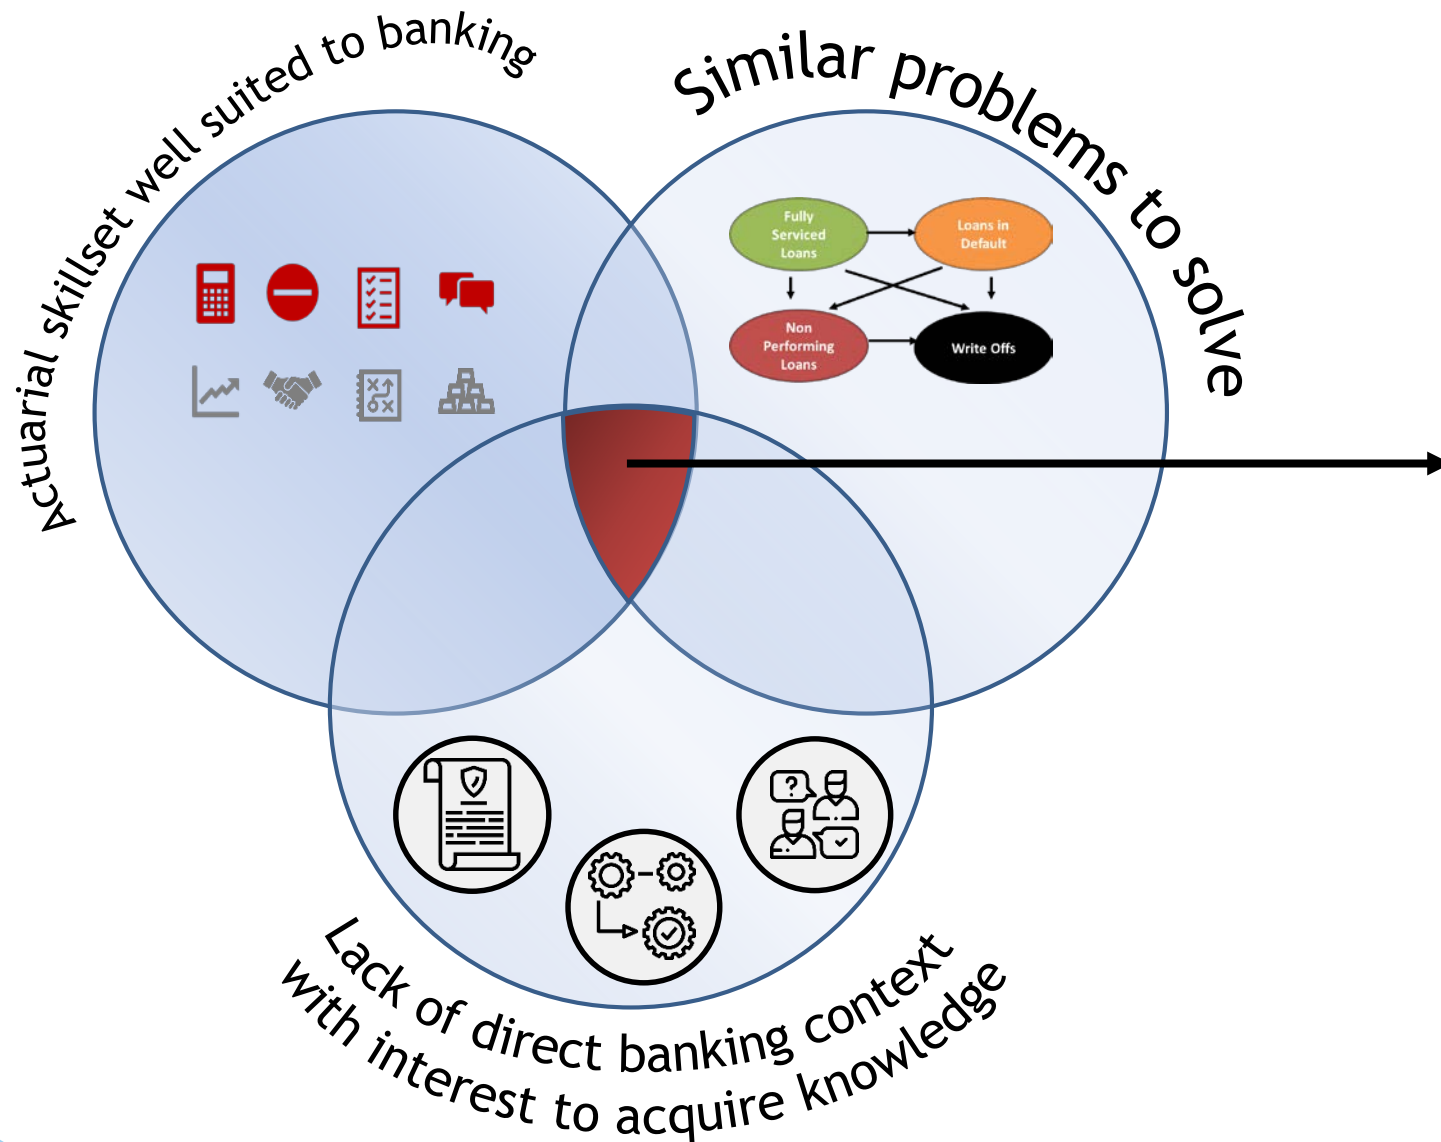 Actuarial skillset well suited to banking
Similar problems to solve
Fully
Serviced
Loans
Loans in
Default
Non
Performing
Loans
Write Offs
?
Lack of direct banking context
with interest to acquire knowledge